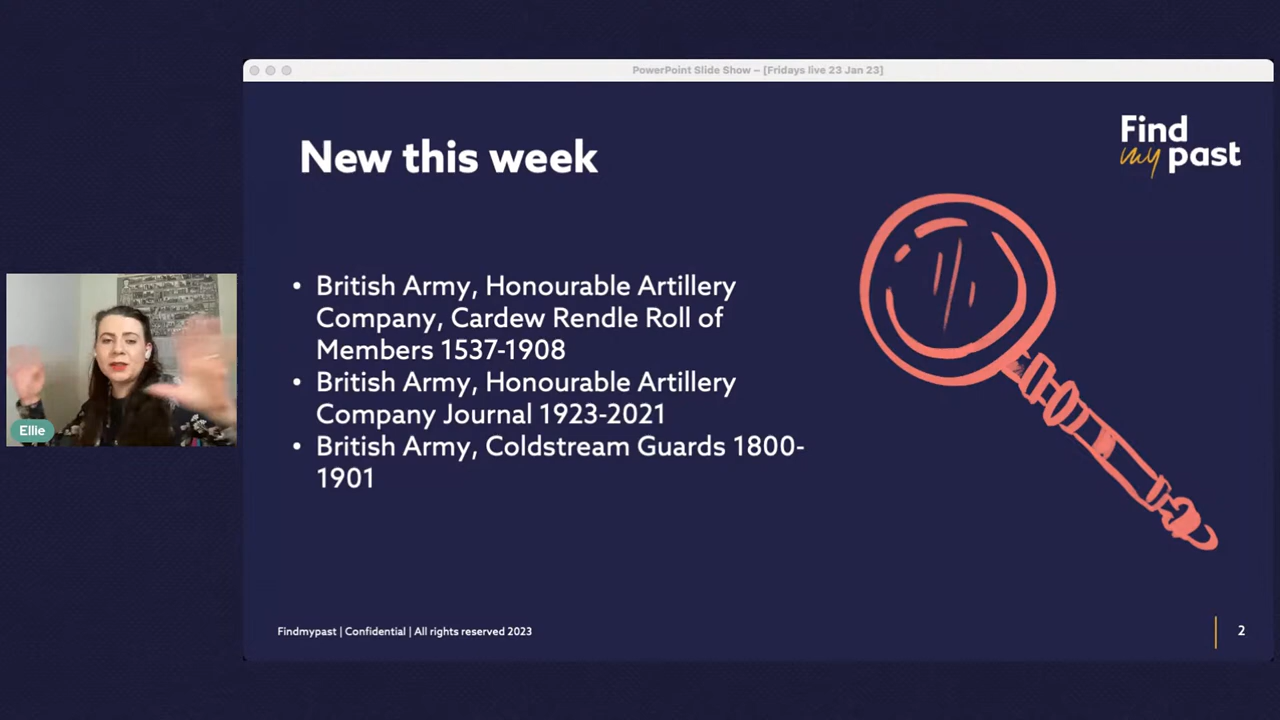 PowerPoint Slide Show – [Fridays live 23 Jan 23]
Find
my past
New this week
• British Army, Honourable Artillery
Company, Cardew Rendle Roll of
Members 1537-1908
• British Army, Honourable Artillery
Company Journal 1923-2021
• British Army, Coldstream Guards 1800-
1901
Ellie
Findmypast | Confidential | All rights reserved 2023
2